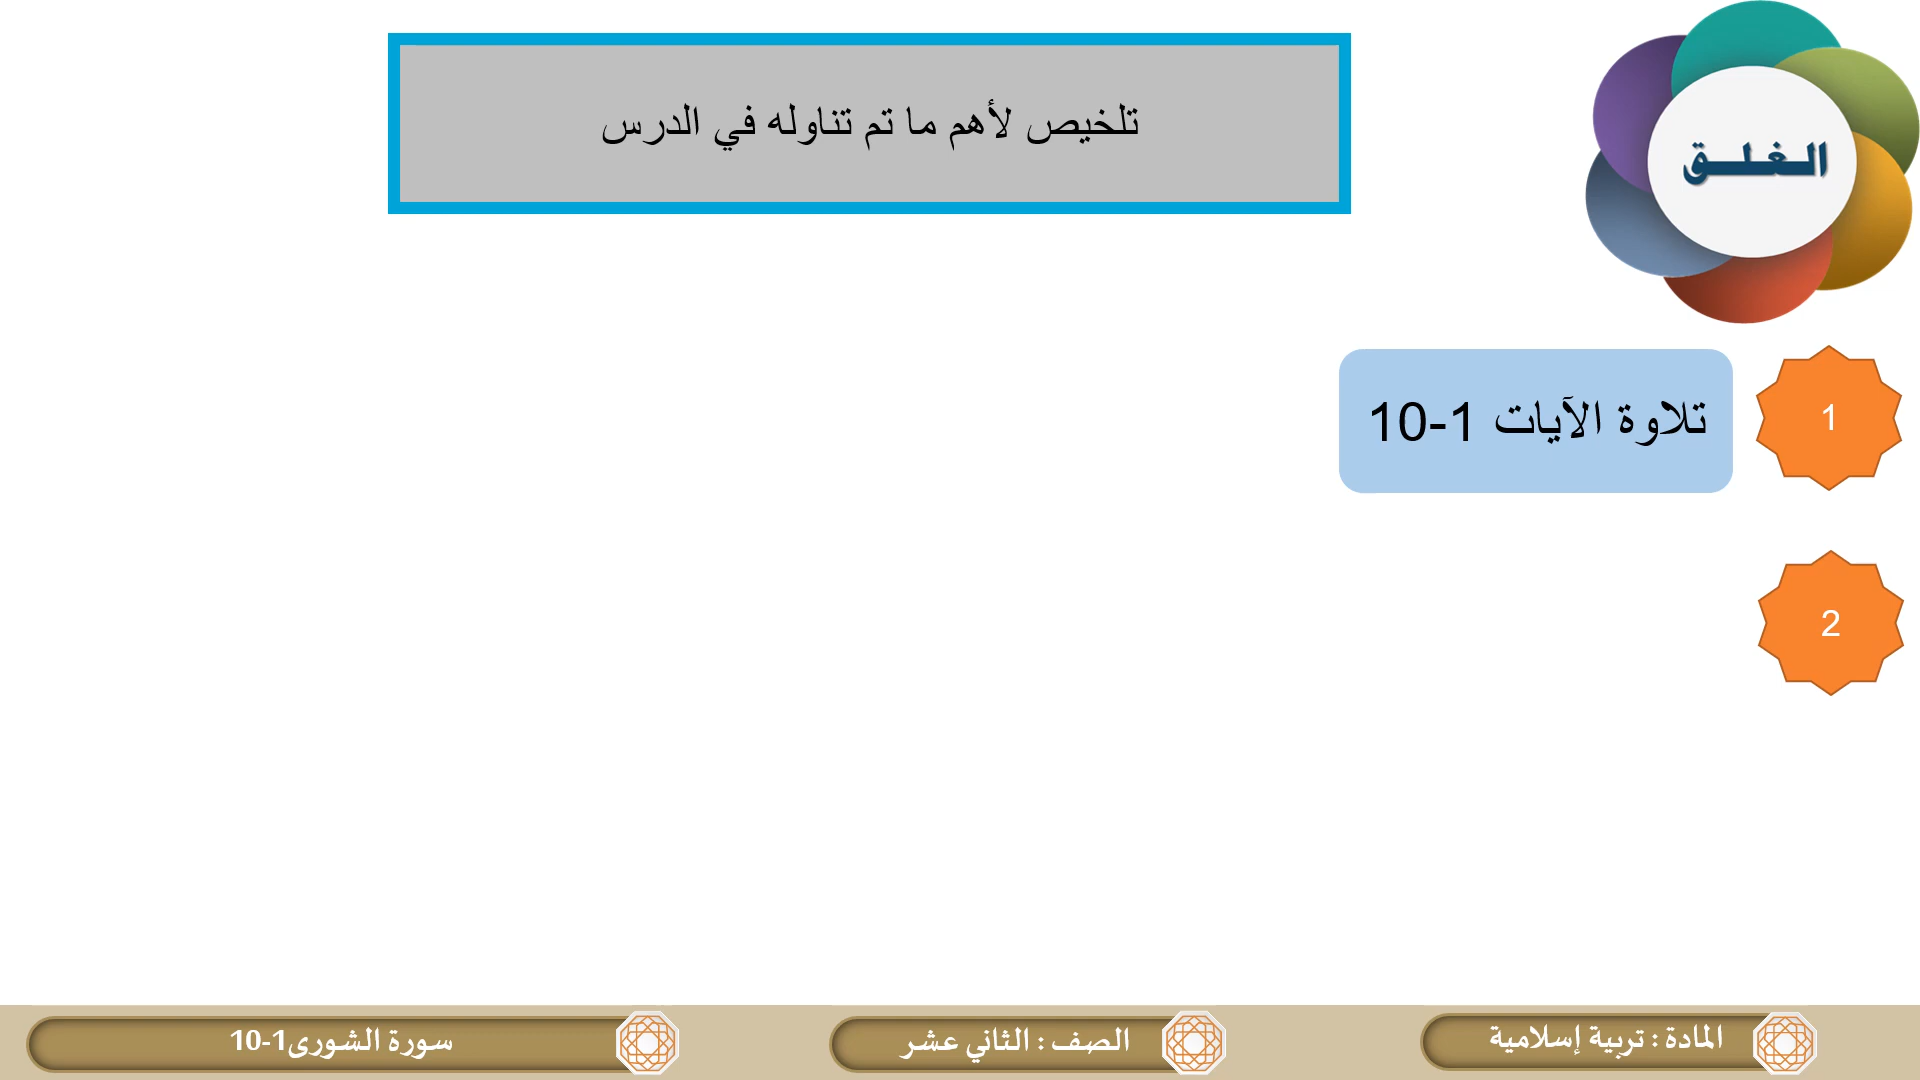 الغلق
تلخيص لأهم ما تم تناوله في الدرس
1
تلاوة الآيات 1-10
2
المادة : تربية إسلامية
الصف : الثاني عشر
سورة الشورى1-10